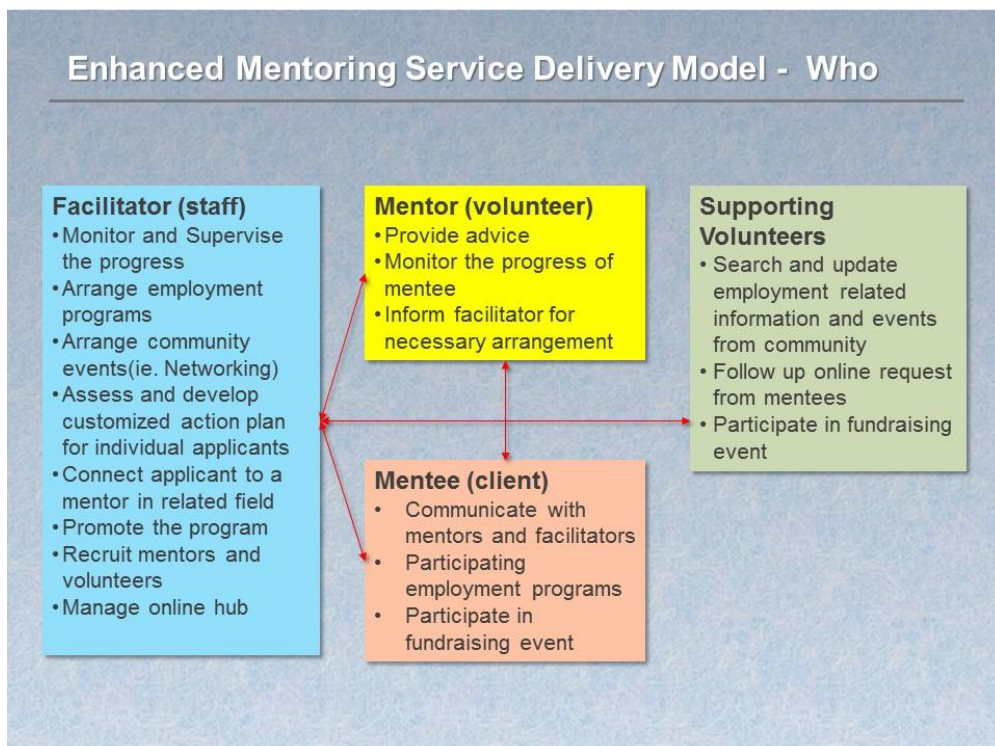 Enhanced Mentoring Service Delivery Model - Who
Facilitator (staff)
•Monitor and Supervise
the progress
•Arrange employment
programs
•Arrange community
events(ie. Networking)
•Assess and develop
customized action plan
for individual applicants
•Connect applicant to a
mentor in related field
•Promote the program
•Recruit mentors and
volunteers
•Manage online hub
Mentor (volunteer)
•Provide advice
•Monitor the progress of
mentee
•Inform facilitator for
necessary arrangement
Mentee (client)
• Communicate with
mentors and facilitators
• Participating
employment programs
• Participate in
fundraising event
Supporting
Volunteers
• Search and update
employment related
information and events
from community
• Follow up online request
from mentees
• Participate in fundraising
event